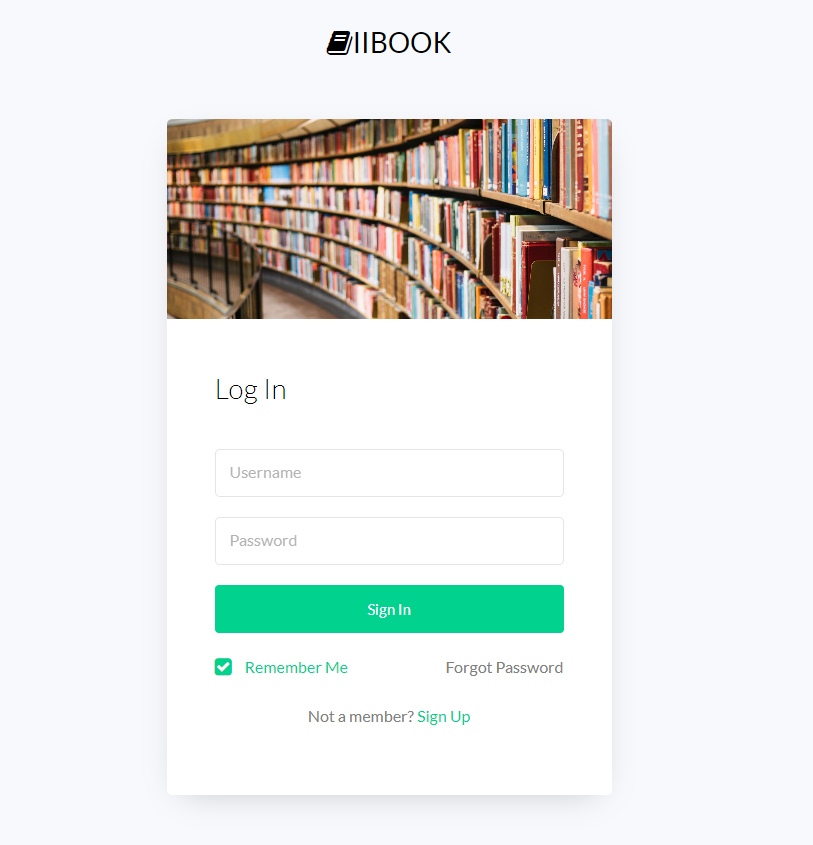 IIBOOK
Log In
Username
Password
Sign In
Remember Me Forgot Password
Not a member? Sign Up